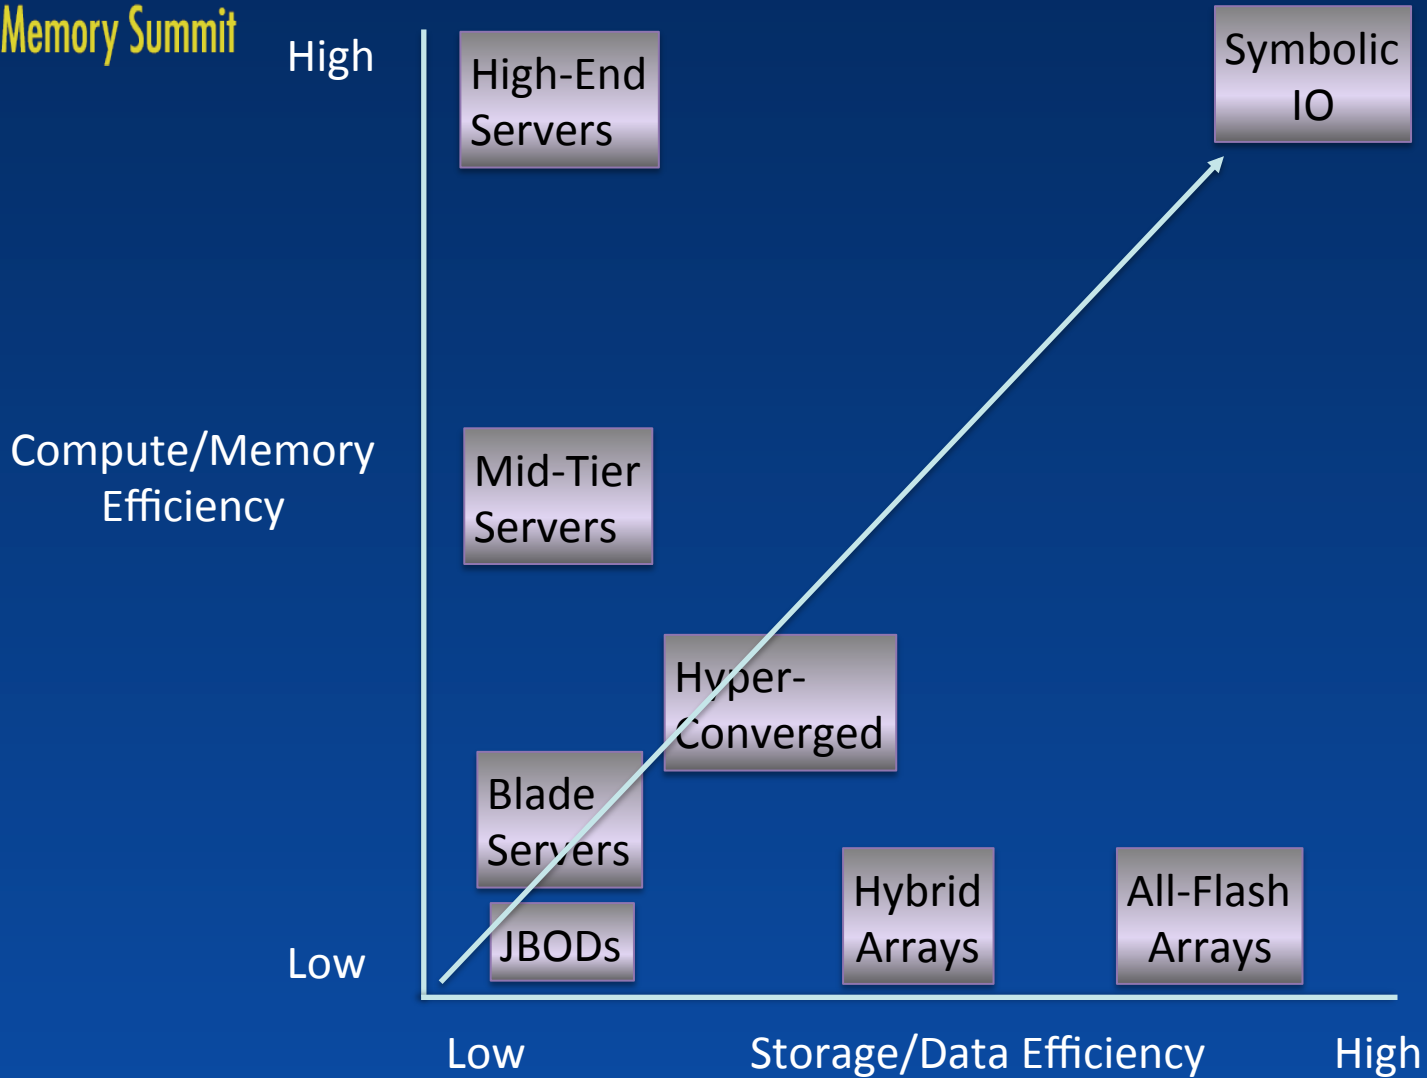 Memory Summit
High
High-End
Servers
Symbolic
IO
Compute/Memory
Efficiency
Mid-Tier
Servers
Hyper-
Converged
Blade
Servers
JBODs
Hybrid
Arrays
All-Flash
Arrays
Low
Low
Storage/Data Efficiency
High